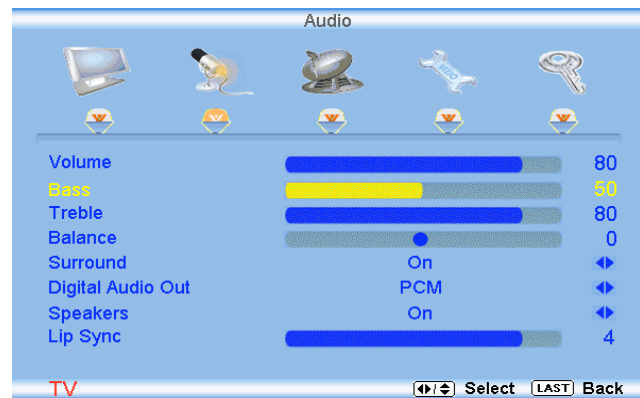 Audio
Volume 80
Bass 50
Treble 80
Balance 0
Surround On
Digital Audio Out PCM
Speakers On
Lip Sync 4
TV Select LAST Back